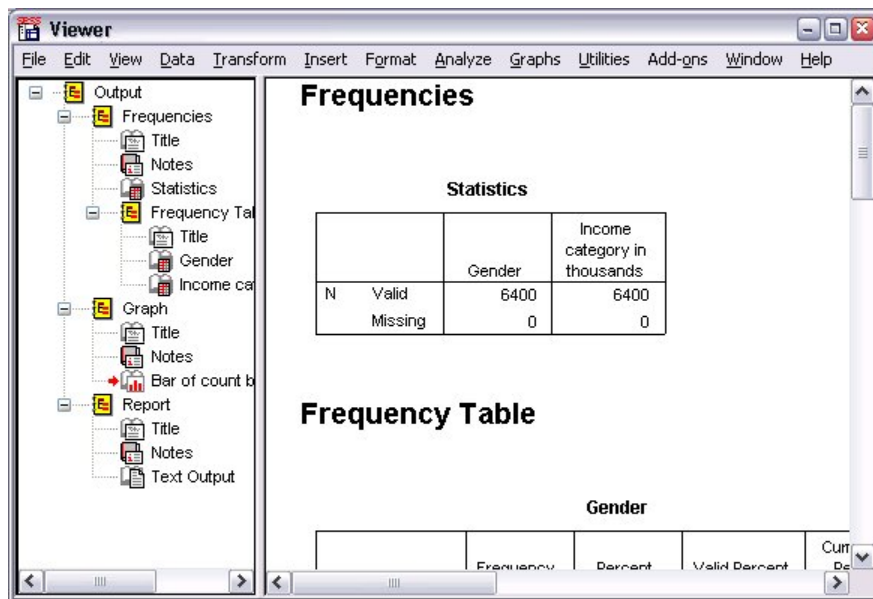 Viewer
File Edit View Data Transform Insert Format Analyze Graphs Utilities Add-ons Window Help
Output
Frequencies
Title
Notes
Statistics
Frequency Tal
Title
Gender
Income ca
Graph
Title
Notes
Bar of count b
Report
Title
Notes
Text Output
Frequencies
Statistics
Gender Income category in thousands
N Valid 6400 6400
Missing 0 0
Frequency Table
Gender
Frequency Percent Valid Percent